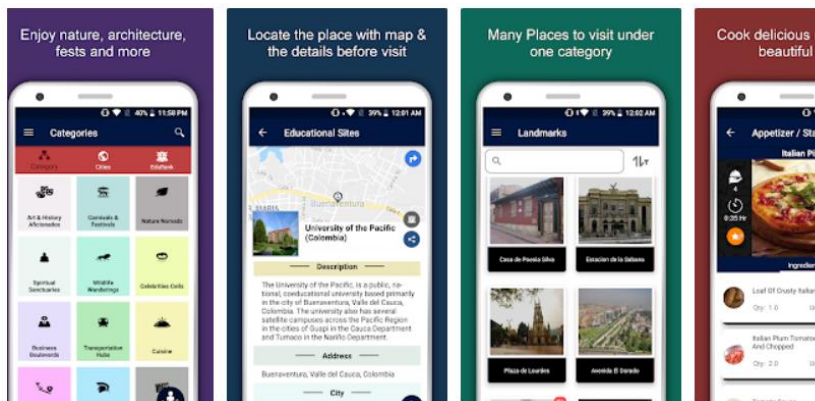 Enjoy nature, architecture,
fests and more
40% 11:58 PM
Categories
Category
Cities
Art & History
Aficionados
Carnivals &
Festivals
Nature Nomads
Spiritual
Sanctuaries
Wildlife
Wanderings
Celebrities Cells
Business
Boulevards
Transportation
Hubs
Cuisine
Locate the place with map &
the details before visit
39% 12:01 AM
Educational Sites
Buenaventura
University of the Pacific
(Colombia)
Description
The University of the Pacific, is a public, na-
tional, coeducational university based primarily
in the city of Buenaventura, Valle del Cauca,
Colombia. The university also has several
satellite campuses across the Pacific Region
in the cities of Guapi in the Cauca Department
and Tumaco in the Nariño Department.
Address
Buenaventura, Valle del Cauca, Colombia
City
Many Places to visit under
one category
39% 12:02 AM
Landmarks
Casa de Poesia Silva
Estacion de la Sabana
Plaza de Lourdes
Avenida El Dorado
Cook delicious
beautiful
Appetizer / Sta
Italian Pi
4
0:35 Hr
Ingredien
Loaf Of Crusty Italian
Qty: 1.0
Italian Plum Tomato
And Chopped
Qty: 2.0